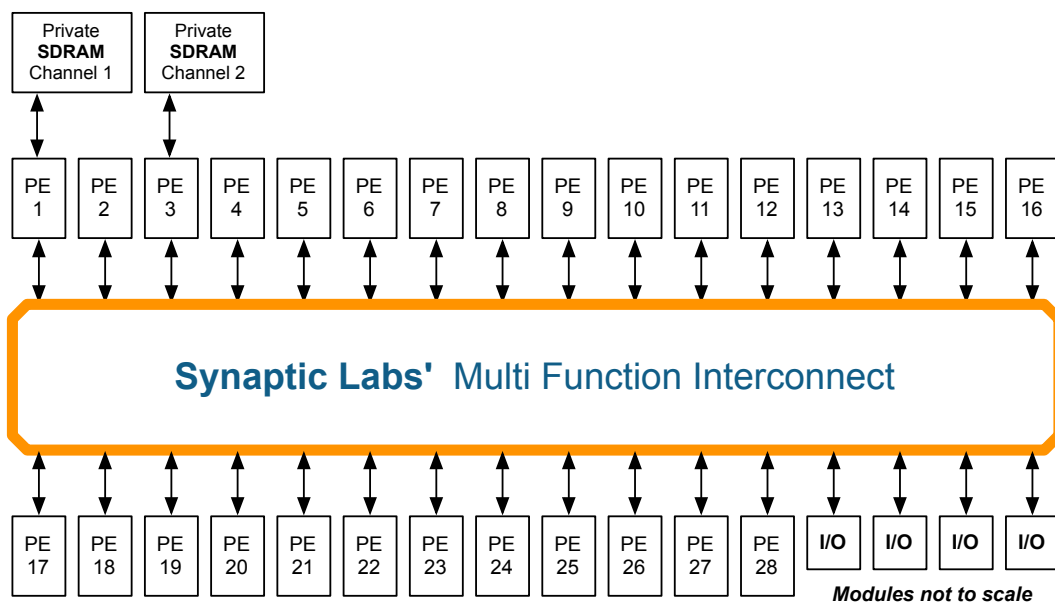 Private
SDRAM
Channel 1
Private
SDRAM
Channel 2
PE
1
PE
2
PE
3
PE
4
PE
5
PE
6
PE
7
PE
8
PE
9
PE
10
PE
11
PE
12
PE
13
PE
14
PE
15
PE
16
Synaptic Labs' Multi Function Interconnect
PE
17
PE
18
PE
19
PE
20
PE
21
PE
22
PE
23
PE
24
PE
25
PE
26
PE
27
PE
28
I/O
I/O
I/O
I/O
Modules not to scale